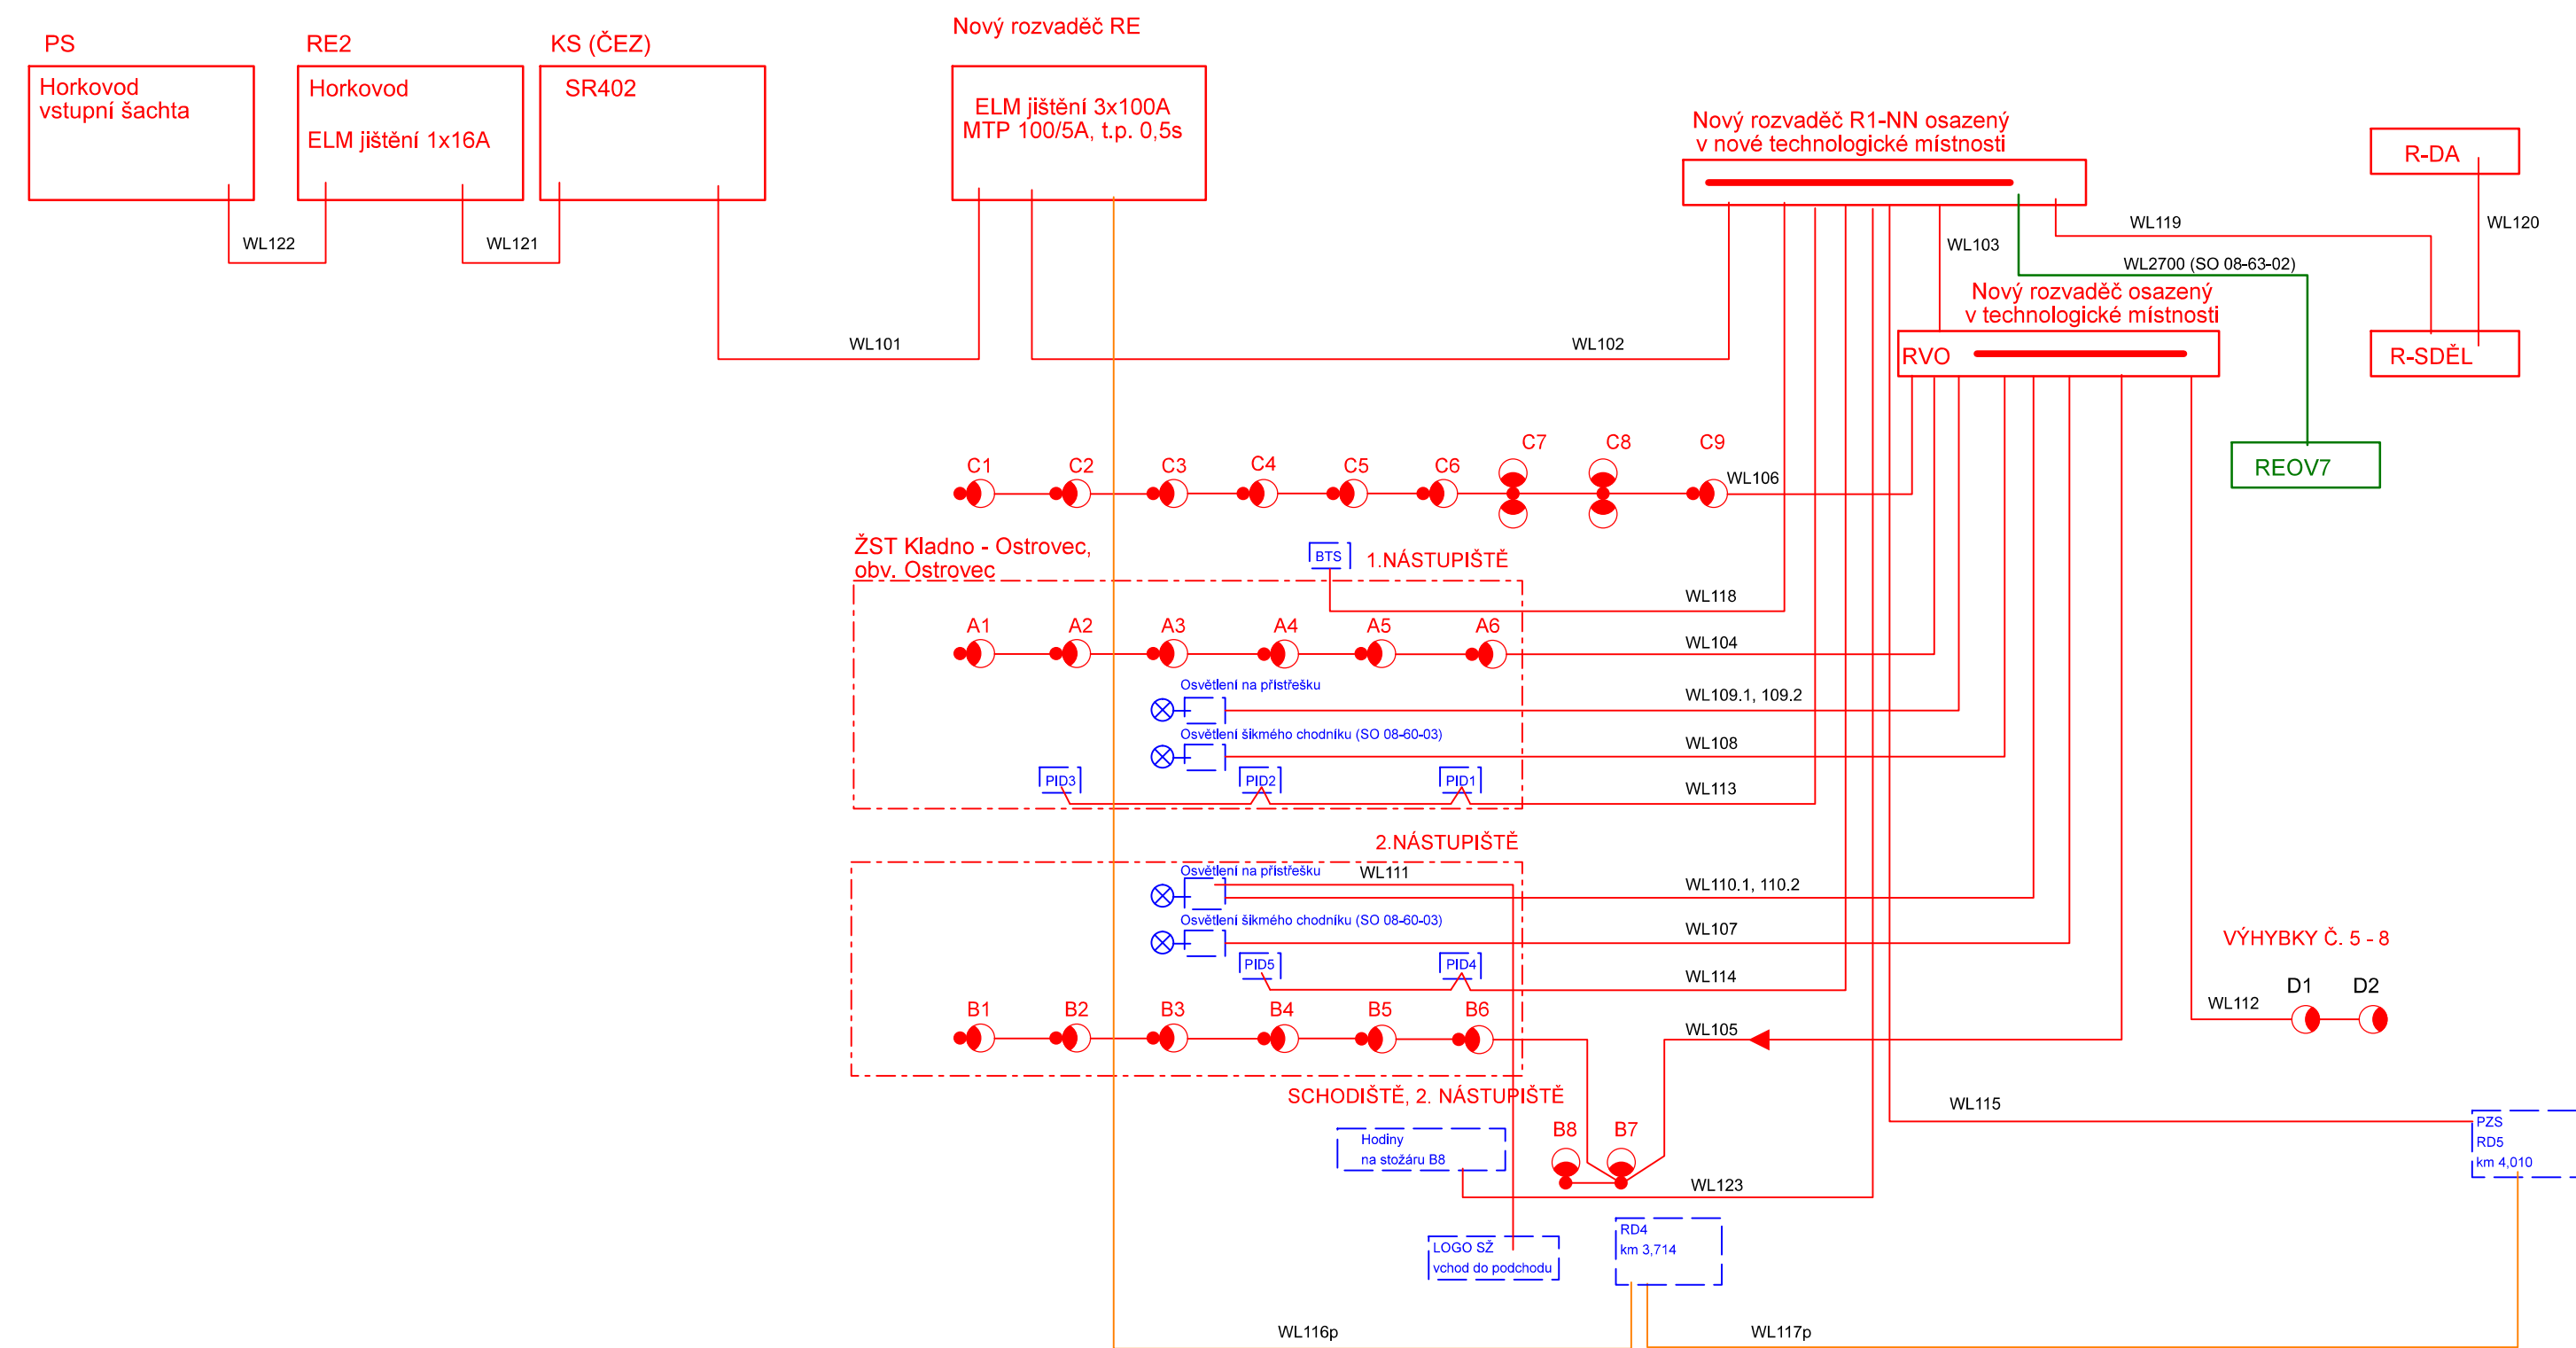 Nový rozvaděč RE
PS
RE2
KS (ČEZ)
Horkovod
vstupní šachta
Horkovod
ELM jištění 1x16A
SR402
ELM jištění 3x100A
MTP 100/5A, t.p. 0,5s
Nový rozvaděč R1-NN osazený
v nové technologické místnosti
R-DA
WL122
WL121
WL103
WL119
WL120
WL2700 (SO 08-63-02)
Nový rozvaděč osazený
v technologické místnosti
WL101
WL102
RVO
R-SDĚL
C1
C2
C3
C4
C5
C6
C7
C8
C9
WL106
REOV7
ŽST Kladno - Ostrovec,
obv. Ostrovec
BTS
1.NÁSTUPIŠTĚ
WL118
A1
A2
A3
A4
A5
A6
WL104
Osvětlení na přístřešku
WL109.1, 109.2
Osvětlení šikmého chodníku (SO 08-60-03)
WL108
PID3
PID2
PID1
WL113
2.NÁSTUPIŠTĚ
Osvětlení na přístřešku
WL111
WL110.1, 110.2
Osvětlení šikmého chodníku (SO 08-60-03)
WL107
VÝHYBKY Č. 5 - 8
PID5
PID4
WL114
D1
D2
WL112
B1
B2
B3
B4
B5
B6
WL105
SCHODIŠTĚ, 2. NÁSTUPIŠTĚ
WL115
Hodiny
na stožáru B8
B8
B7
PZS
RD5
km 4,010
WL123
RD4
km 3,714
LOGO SŽ
vchod do podchodu
WL116p
WL117p